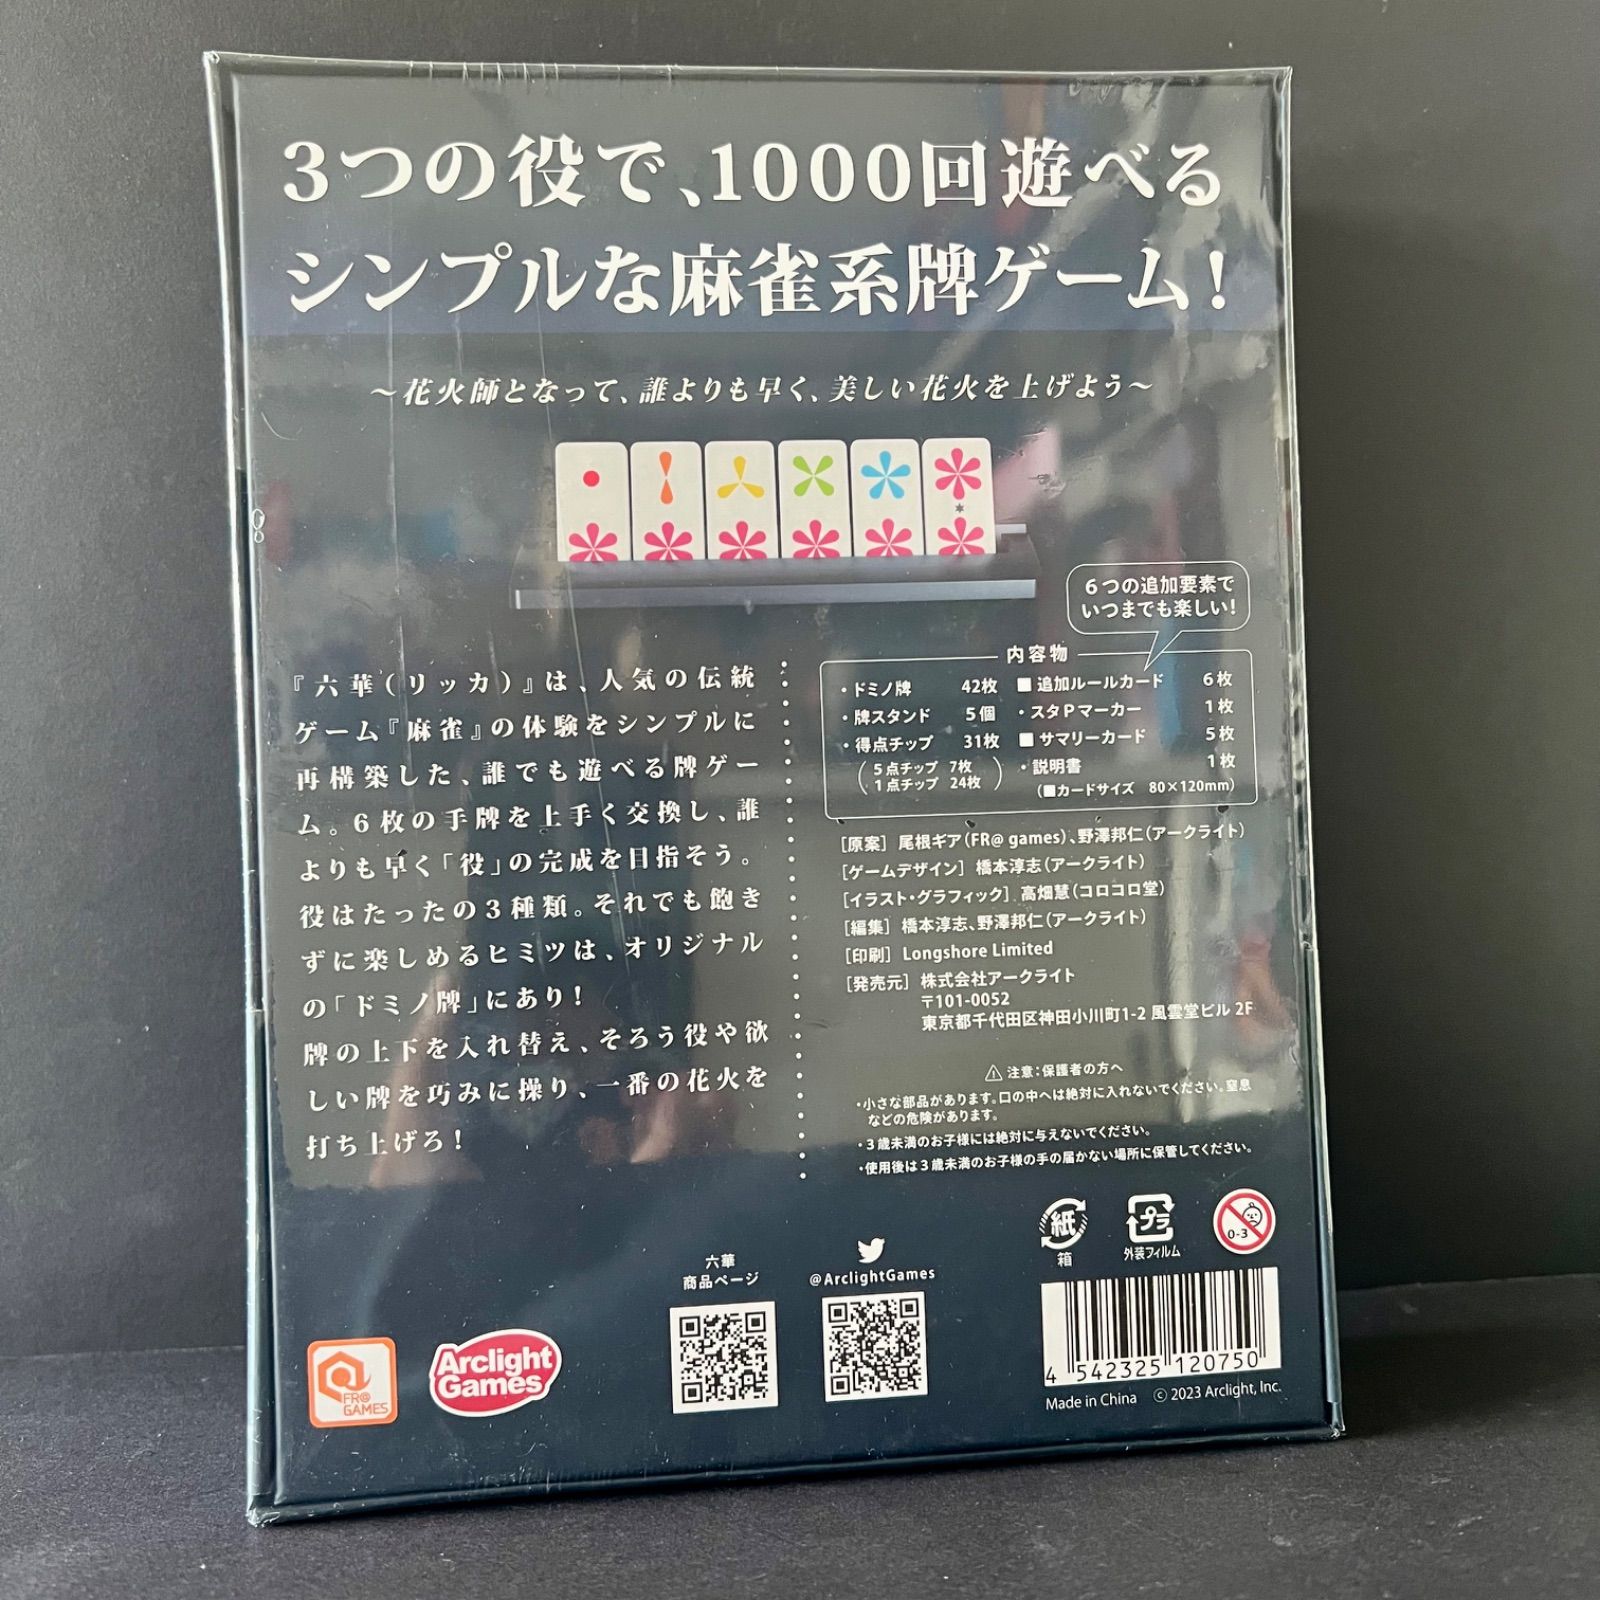 3つの役で、1000回遊べる
シンプルな麻雀系牌ゲーム!
～花火師となって、誰よりも早く、美しい花火を上げよう～
6つの追加要素で
いつまでも楽しい!
『六華(リッカ)』は、人気の伝統
ゲーム『麻雀』の体験をシンプルに
再構築した、誰でも遊べる牌ゲー
ム。6枚の手牌を上手く交換し、誰
よりも早く「役」の完成を目指そう。
役はたったの3種類。それでも飽き
ずに楽しめるヒミツは、オリジナル
の「ドミノ牌」にあり!
牌の上下を入れ替え、そろう役や欲
しい牌を巧みに操り、一番の花火を
打ち上げろ!
内容物
・ドミノ牌 42枚 ■ 追加ルールカード 6枚
・牌スタンド 5個 ・スタPマーカー 1枚
・得点チップ 31枚 ■ サマリーカード 5枚
(5点チップ 7枚 ・説明書 1枚
1点チップ 24枚) (■カードサイズ 80×120mm)
[原案] 尾根ギア(FR@ games)、野澤邦仁(アークライト)
[ゲームデザイン] 橋本淳志(アークライト)
[イラスト・グラフィック] 高畑慧(コロコロ堂)
[編集] 橋本淳志、野澤邦仁(アークライト)
[印刷] Longshore Limited
[発売元] 株式会社アークライト
〒101-0052
東京都千代田区神田小川町1-2 風雲堂ビル 2F
⚠ 注意:保護者の方へ
・小さな部品があります。口の中へは絶対に入れないでください。窒息
などの危険があります。
・3歳未満のお子様には絶対に与えないでください。
・使用後は3歳未満のお子様の手の届かない場所に保管してください。
紙
箱
プラ
外装フィルム
0-3
六華
商品ページ
@ArclightGames
FR@
GAMES
Arclight
Games
4 542325 120750
Made in China © 2023 Arclight, Inc.